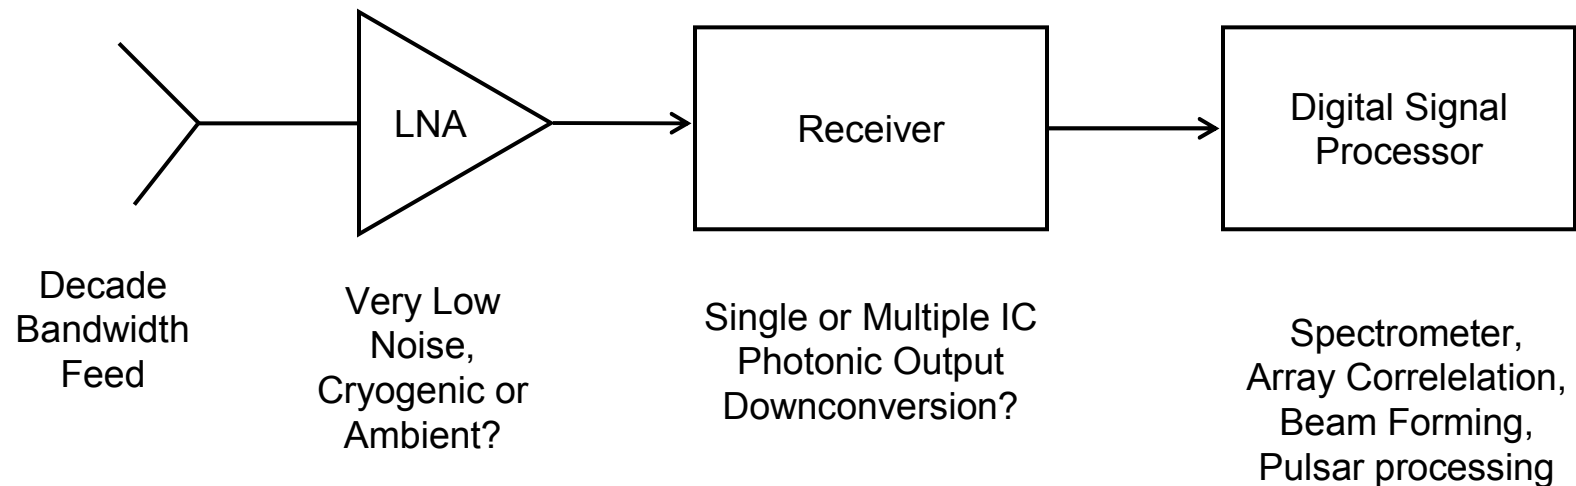 LNA
Receiver
Digital Signal
Processor
Decade
Bandwidth
Feed
Very Low
Noise,
Cryogenic or
Ambient?
Single or Multiple IC
Photonic Output
Downconversion?
Spectrometer,
Array Correlelation,
Beam Forming,
Pulsar processing